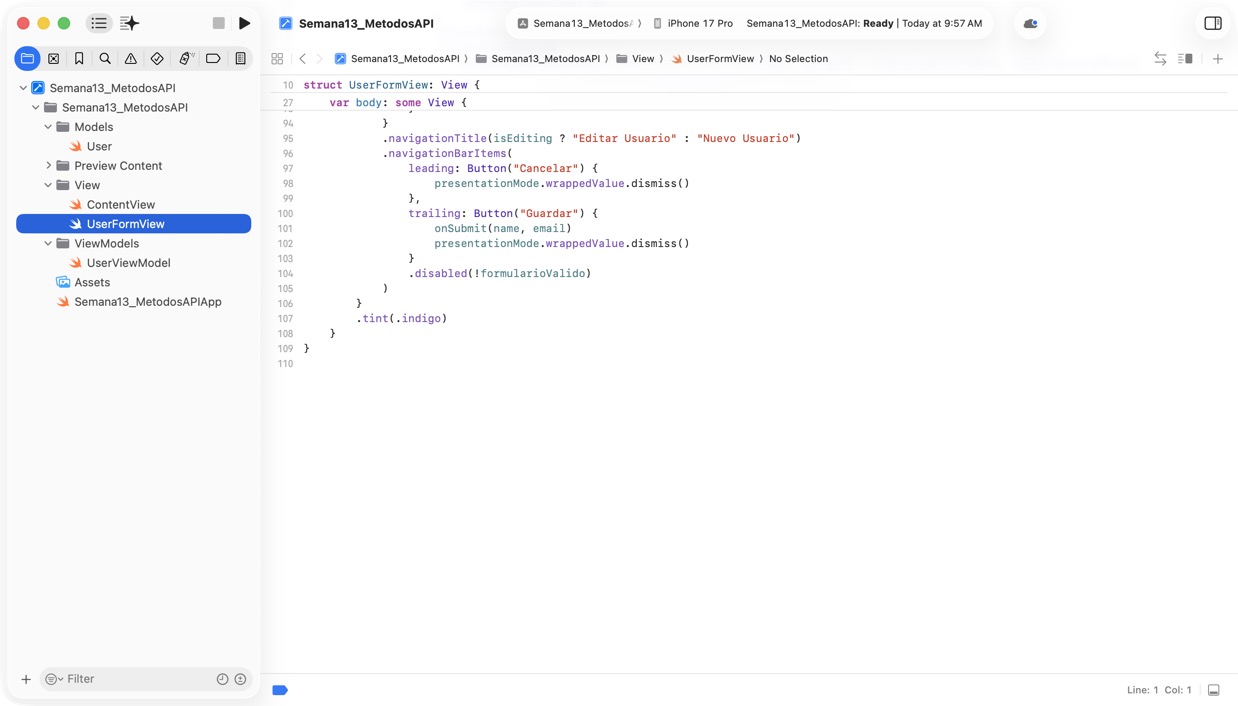 Semana13_MetodosAPI
Semana13_MetodosA
iPhone 17 Pro
Semana13_MetodosAPI: Ready | Today at 9:57 AM
Semana13_MetodosAPI
Semana13_MetodosAPI
View
UserFormView
No Selection
Semana13_MetodosAPI
Semana13_MetodosAPI
Models
User
Preview Content
View
ContentView
UserFormView
ViewModels
UserViewModel
Assets
Semana13_MetodosAPIApp
Filter
10 struct UserFormView: View {
27 var body: some View {
94 }
95 .navigationTitle(isEditing ? "Editar Usuario" : "Nuevo Usuario")
96 .navigationBarItems(
97 leading: Button("Cancelar") {
98 presentationMode.wrappedValue.dismiss()
99 },
100 trailing: Button("Guardar") {
101 onSubmit(name, email)
102 presentationMode.wrappedValue.dismiss()
103 }
104 .disabled(!formularioValido)
105 )
106 }
107 .tint(.indigo)
108 }
109 }
110
Line: 1 Col: 1